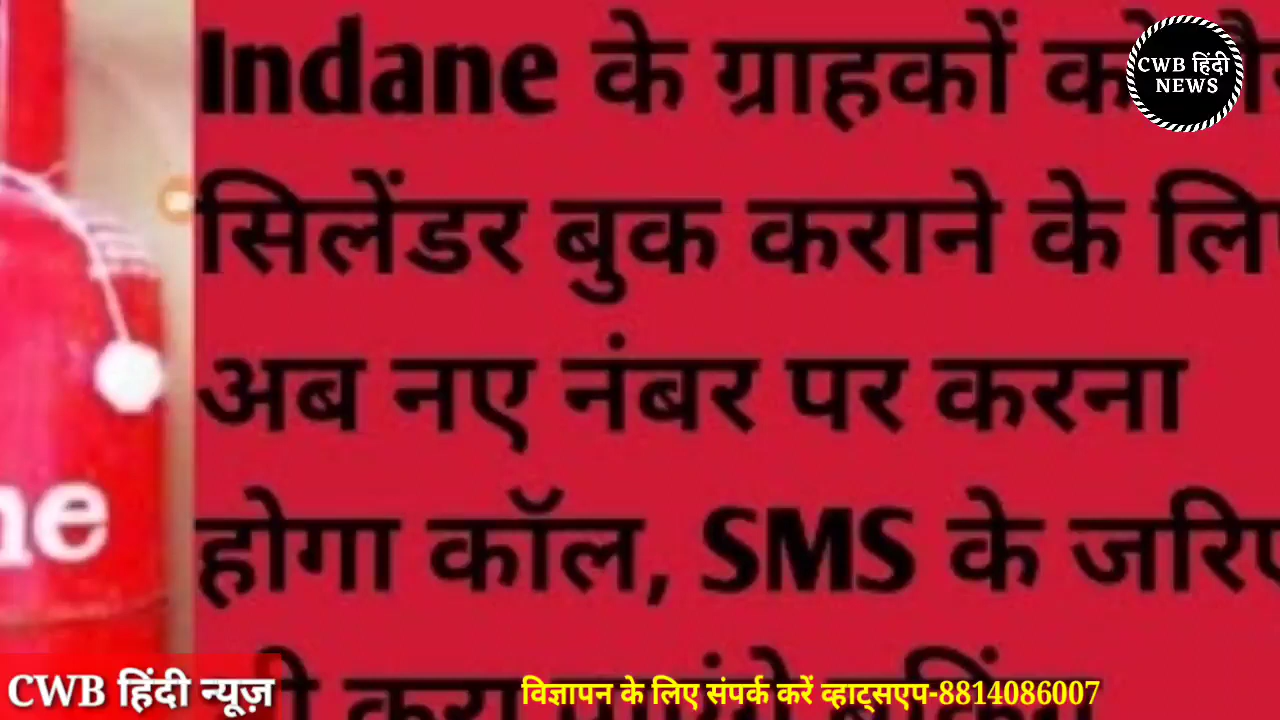 Indane के ग्राहकों को
सिलेंडर बुक कराने के
अब नए नंबर पर करना
होगा कॉल, SMS के
CWB हिंदी
NEWS
ne
CWB हिंदी न्यूज़
विज्ञापन के लिए संपर्क करें व्हाट्सएप-8814086007